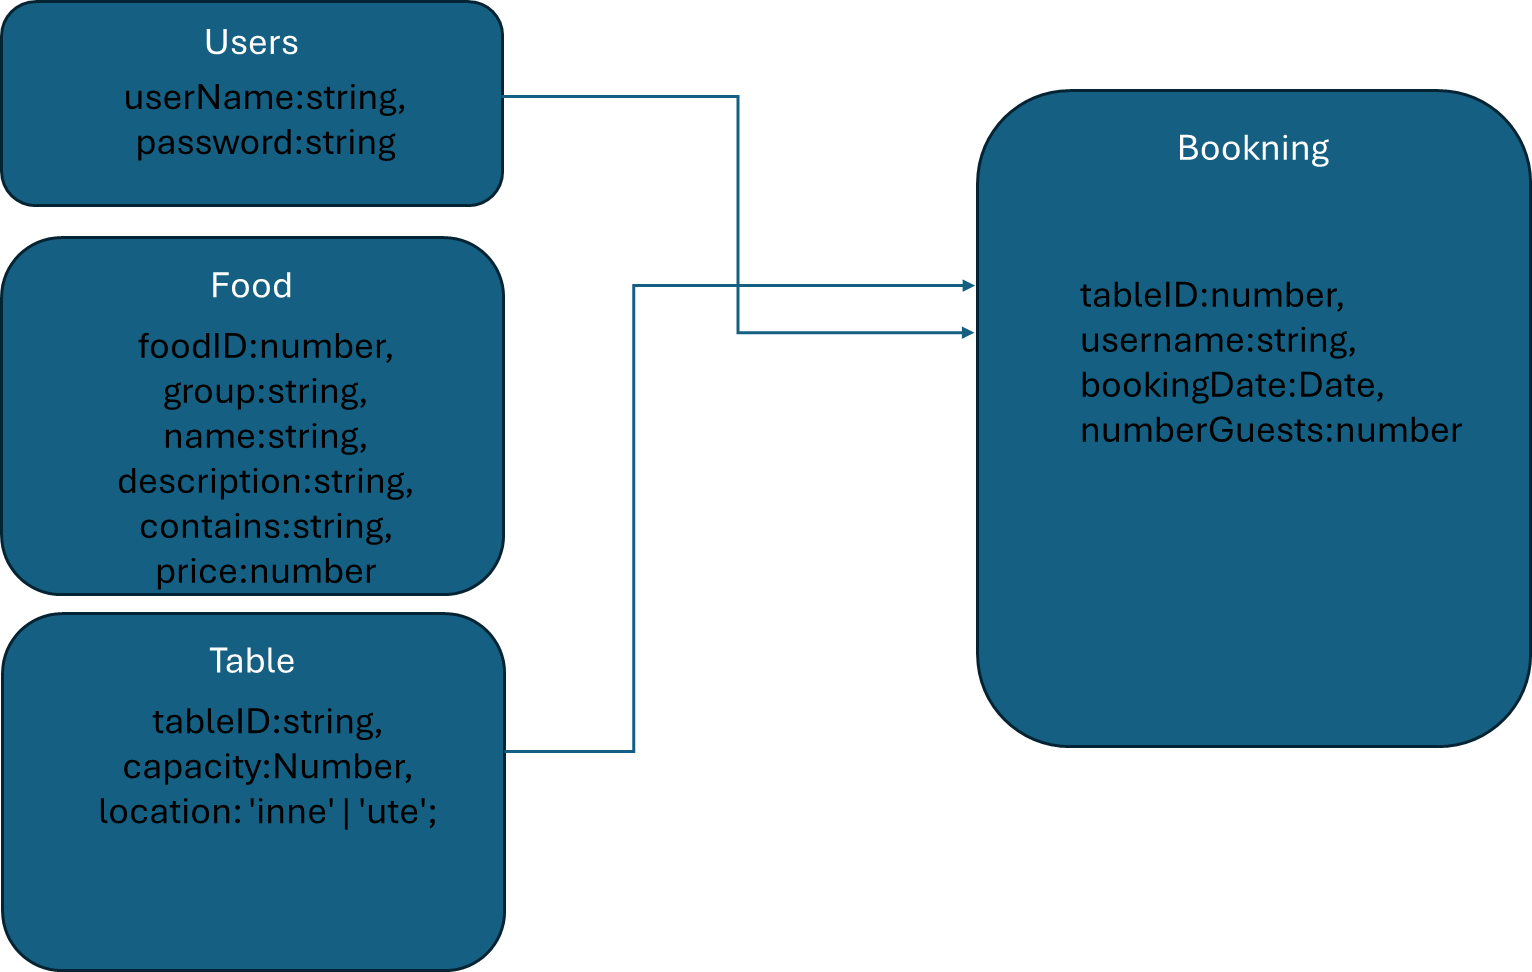 Users
userName:string,
password:string
Food
foodID:number,
group:string,
name:string,
description:string,
contains:string,
price:number
Table
tableID:string,
capacity:Number,
location: 'inne' | 'ute';
Bookning
tableID:number,
username:string,
bookingDate:Date,
numberGuests:number